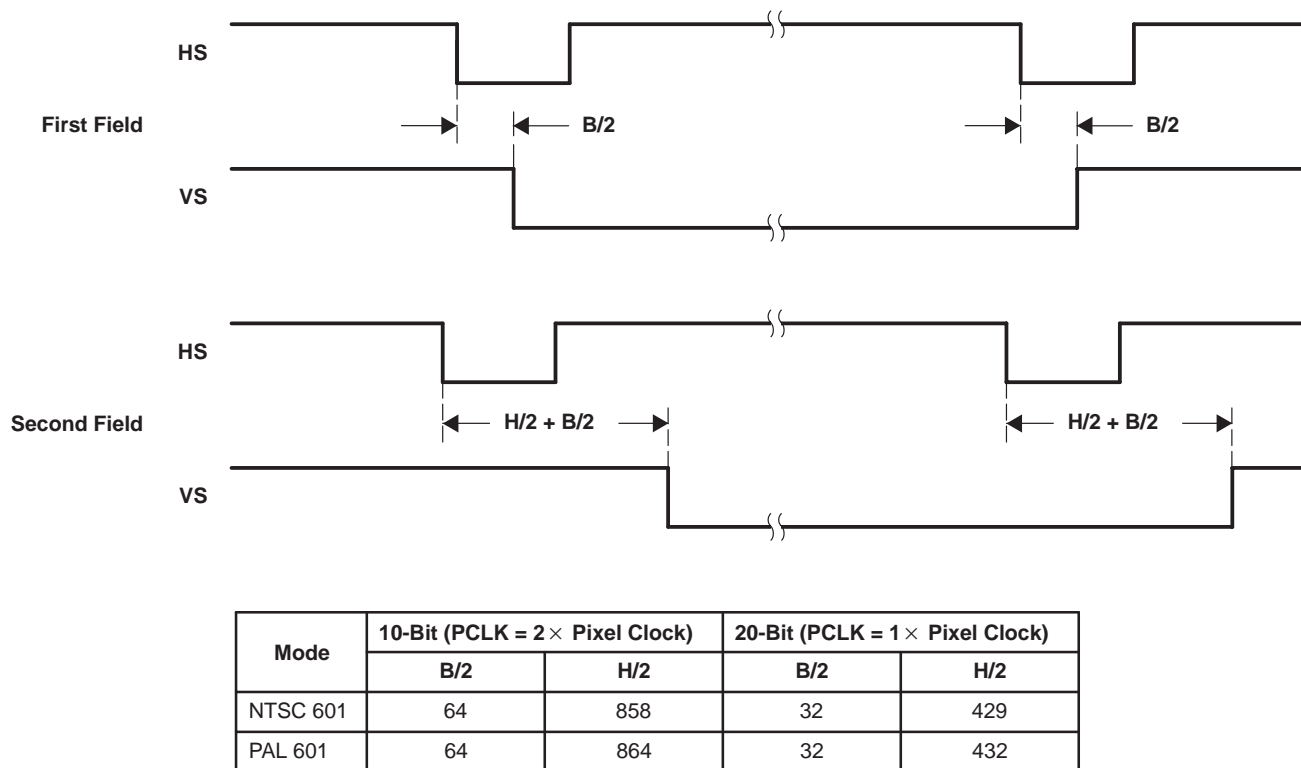 HS
First Field
B/2
B/2
VS
HS
Second Field
H/2 + B/2
H/2 + B/2
VS
Mode
10-Bit (PCLK = 2× Pixel Clock)
20-Bit (PCLK = 1× Pixel Clock)
B/2
H/2
B/2
H/2
NTSC 601
64
858
32
429
PAL 601
64
864
32
432